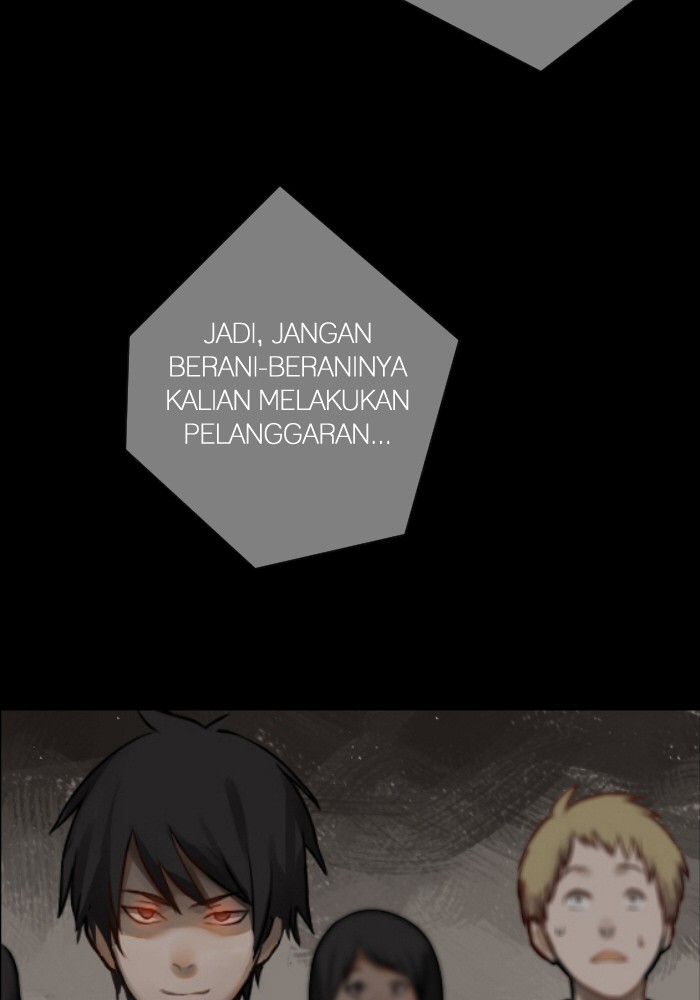 JADI, JANGAN
BERANI-BERANINYA
KALIAN MELAKUKAN
PELANGGARAN...